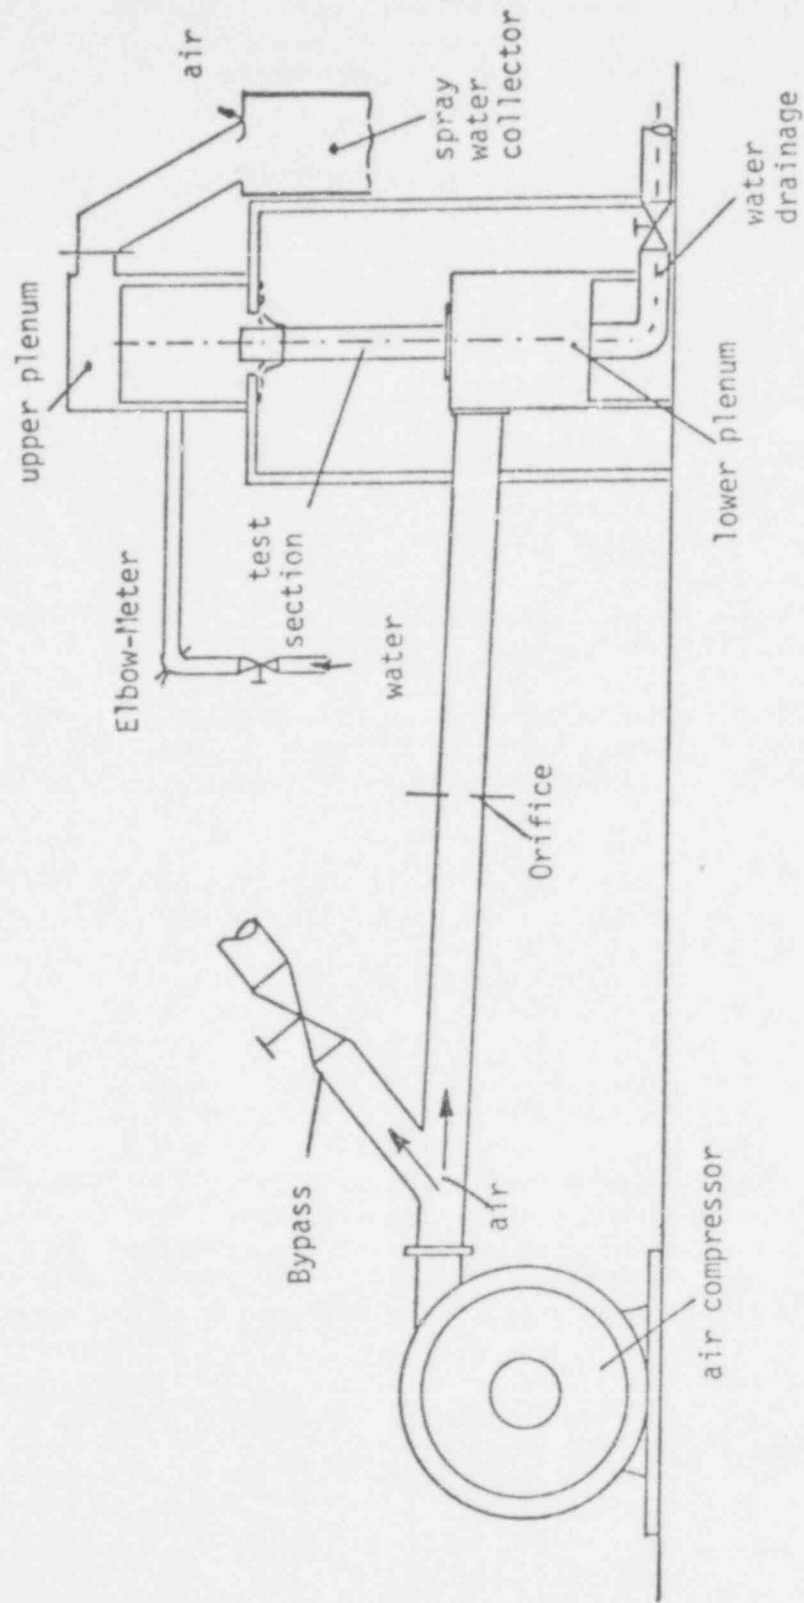 air
spray
water
collector
upper plenum
water
drainage
Elbow-Meter
test
section
lower plenum
water
Orifice
Bypass
air
air compressor